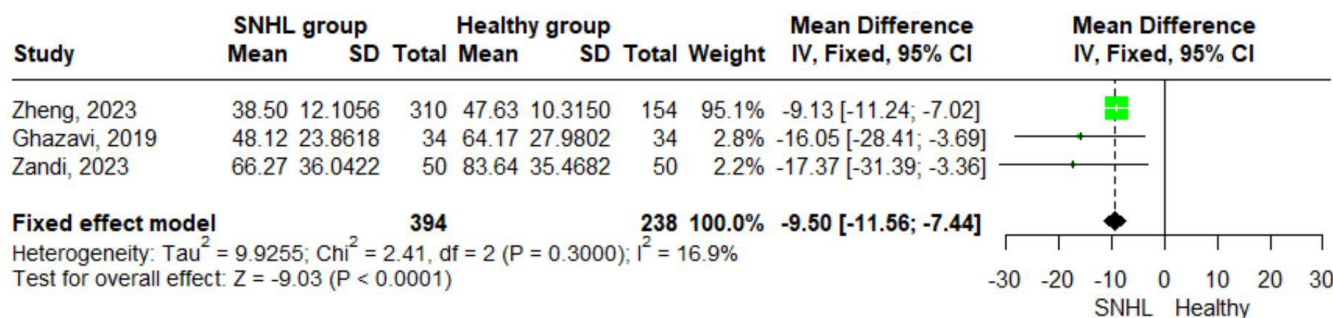 SNHL group Healthy group Mean Difference Mean Difference
Study Mean SD Total Mean SD Total Weight IV, Fixed, 95% CI IV, Fixed, 95% CI
Zheng, 2023 38.50 12.1056 310 47.63 10.3150 154 95.1% -9.13 [-11.24; -7.02]
Ghazavi, 2019 48.12 23.8618 34 64.17 27.9802 34 2.8% -16.05 [-28.41; -3.69]
Zandi, 2023 66.27 36.0422 50 83.64 35.4682 50 2.2% -17.37 [-31.39; -3.36]
Fixed effect model 394 238 100.0% -9.50 [-11.56; -7.44]
Heterogeneity: Tau² = 9.9255; Chi² = 2.41, df = 2 (P = 0.3000); I² = 16.9%
Test for overall effect: Z = -9.03 (P < 0.0001)
-30 -20 -10 0 10 20 30
SNHL Healthy